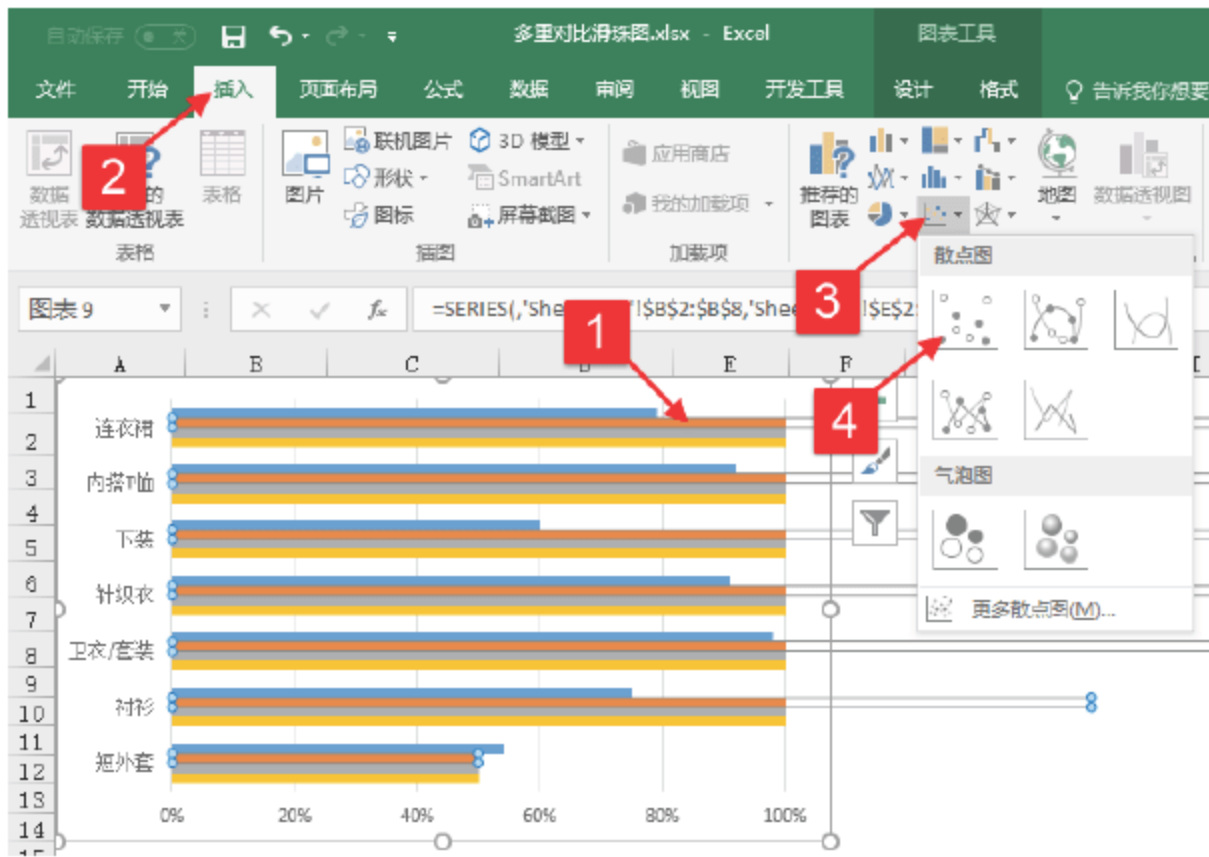 自动保存 关 多里对比滑珠图.xlsx - Excel 图表工具
文件 开始 插入 页面布局 公式 数据 审阅 视图 开发工具 设计 格式 告诉我你想要
联机图片 3D 模型
形状 SmartArt
图标 屏幕截图
应用商店
我的加载项
数据
透视表
的
数据透视表
表格
图片
推荐的
图表
地图
数据透视图
表格 插图 加载项
2
3
1
4
散点图
气泡图
更多散点图(M)...
图表 9 fx =SERIES(,'Shee '!$B$2:$B$8,'Shee !$E$2:
A B C D E F I
1
2
3
4
5
6
7
8
9
10
11
12
13
14
15
连衣裙
内搭T恤
下装
针织衣
卫衣/套装
衬衫
短外套
0% 20% 40% 60% 80% 100%